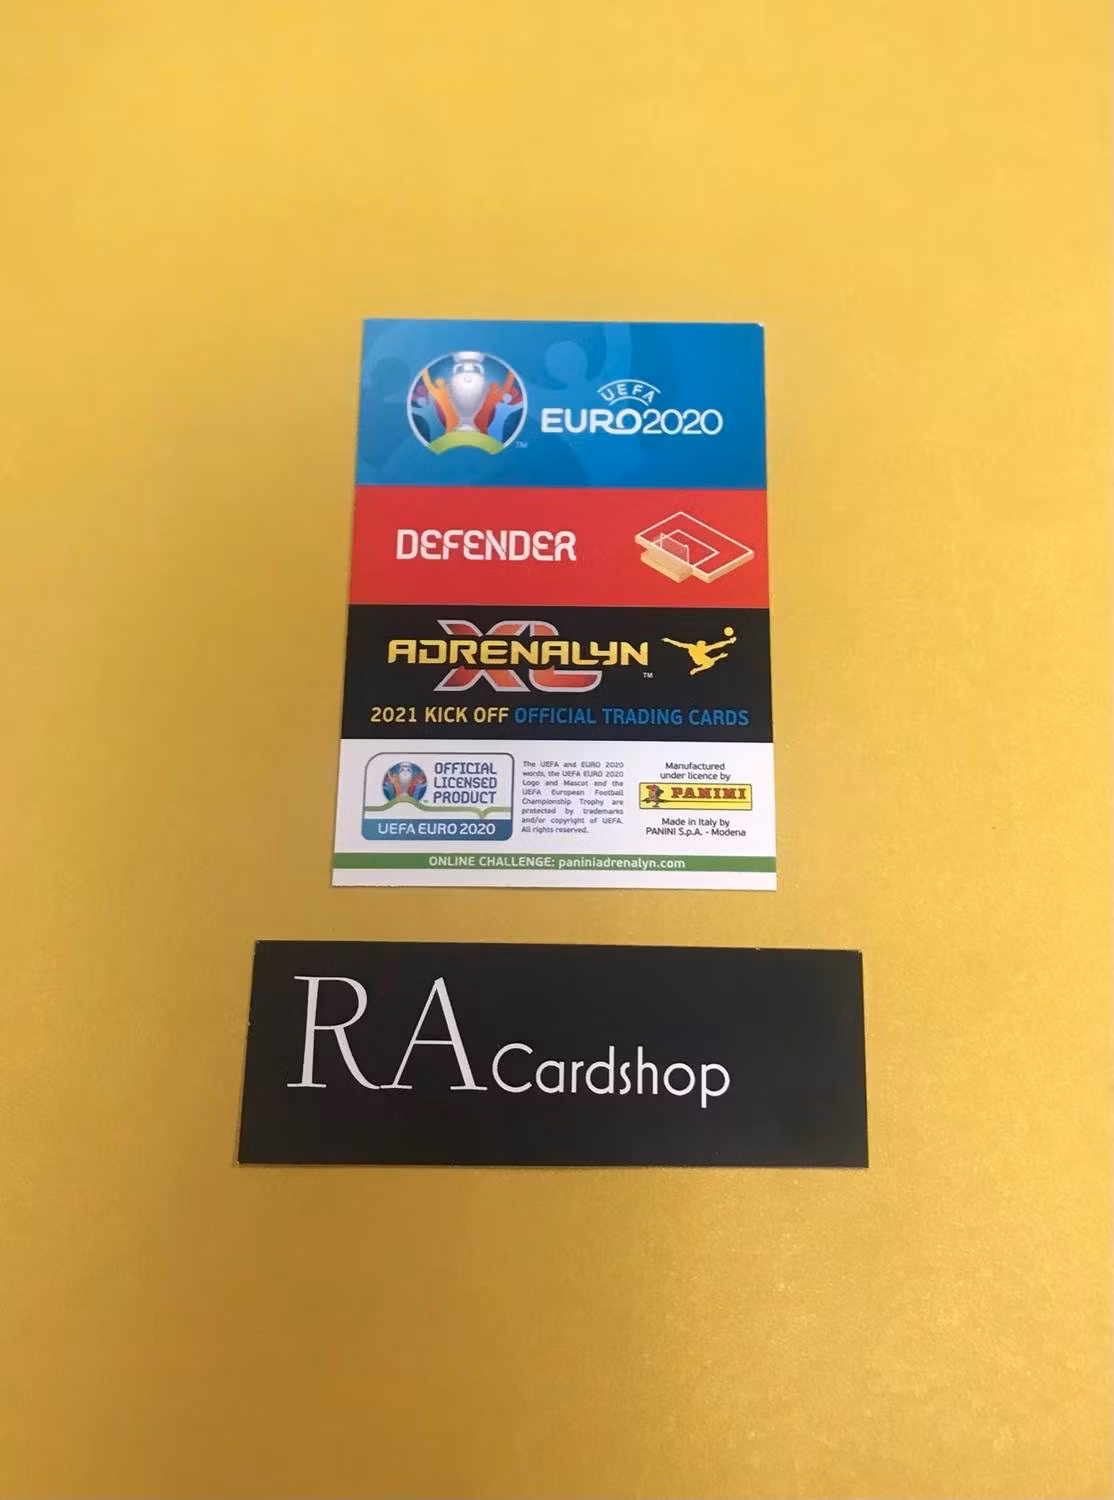 UEFA
EURO2020
TM
DEFENDER
ADRENALYN
XL
TM
2021 KICK OFF OFFICIAL TRADING CARDS
OFFICIAL
LICENSED
PRODUCT
UEFA EURO 2020
The UEFA and EURO 2020
words, the UEFA EURO 2020
Logo and Mascot and the
UEFA European Football
Championship Trophy are
protected by trademarks
and/or copyright of UEFA.
All rights reserved.
Manufactured
under licence by
PANINI
Made in Italy by
PANINI S.p.A. - Modena
ONLINE CHALLENGE: paniniadrenalyn.com
RA Cardshop